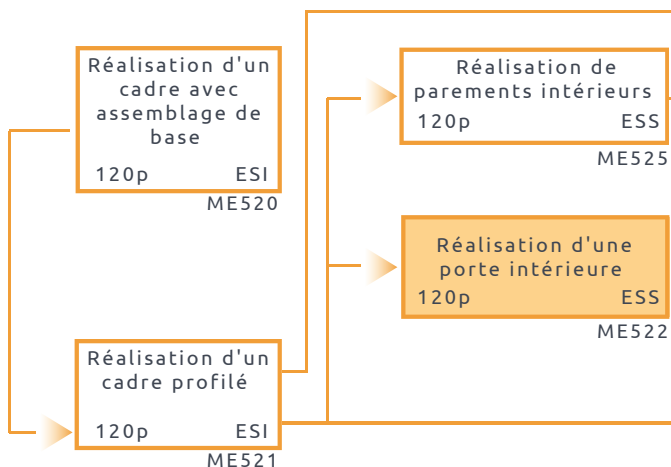 Réalisation d'un
cadre avec
assemblage de
base
120p ESI
ME520
Réalisation de
parements intérieurs
120p ESS
ME525
Réalisation d'une
porte intérieure
120p ESS
ME522
Réalisation d'un
cadre profilé
120p ESI
ME521